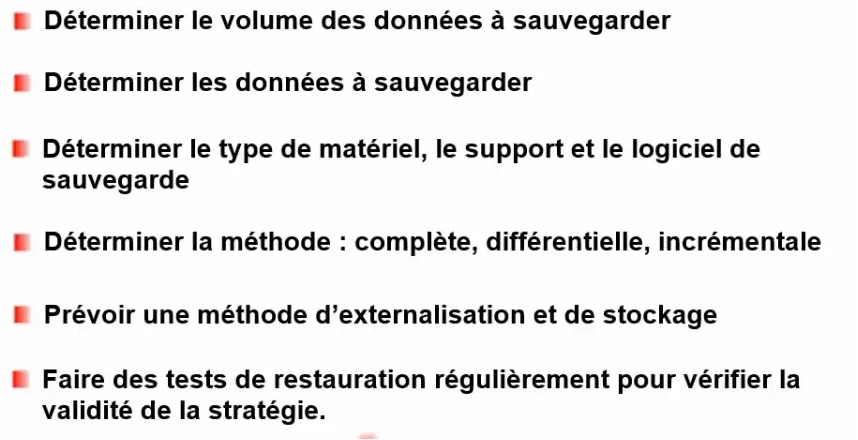 Déterminer le volume des données à sauvegarder
Déterminer les données à sauvegarder
Déterminer le type de matériel, le support et le logiciel de
sauvegarde
Déterminer la méthode : complète, différentielle, incrémentale
Prévoir une méthode d’externalisation et de stockage
Faire des tests de restauration régulièrement pour vérifier la
validité de la stratégie.